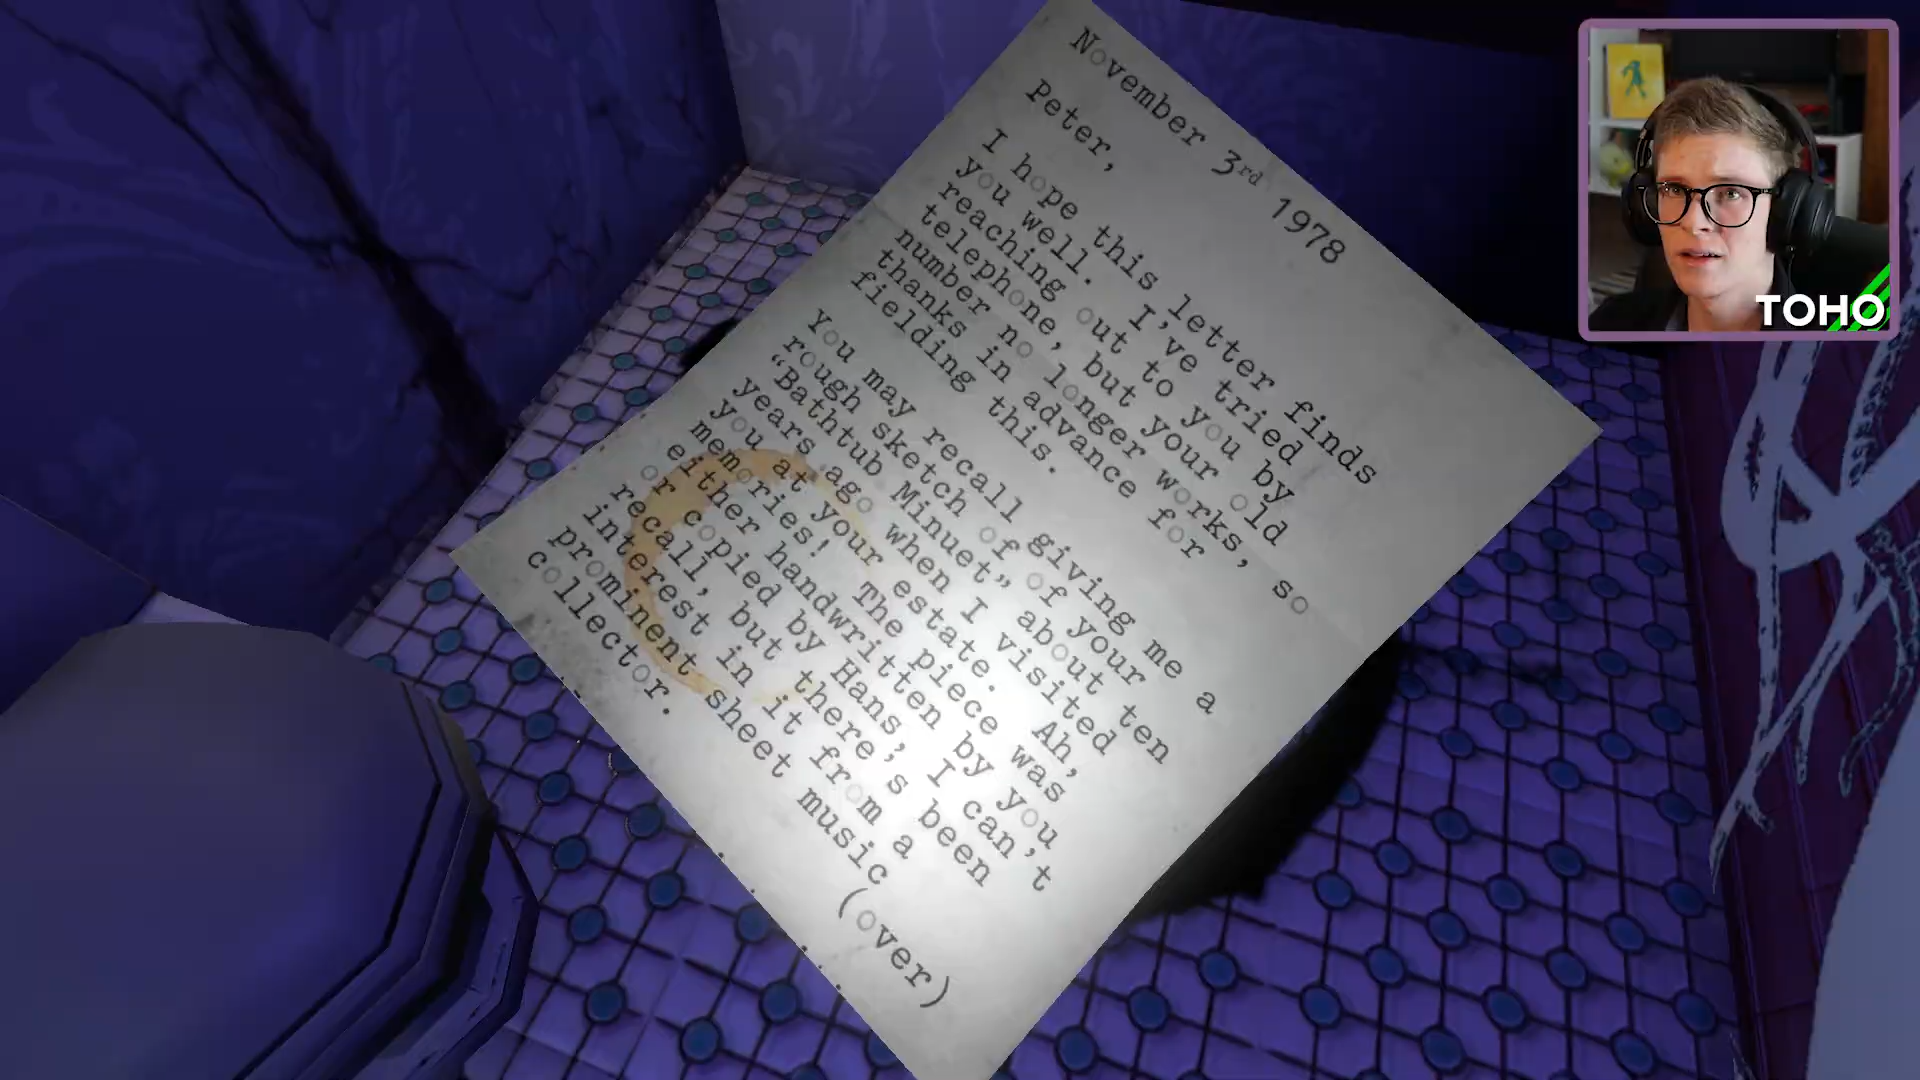 November 3rd 1978
Peter,
I hope this letter finds
you well. I've tried
reaching out to you by
telephone, but your old
number no longer works, so
thanks in advance for
fielding this.
You may recall giving me a
rough sketch of of your
“Bathtub Minuet” about ten
years ago when I visited
you at your estate. Ah,
memories! The piece was
either handwritten by you
or copied by Hans, I can't
recall, but there's been
interest in it from a
prominent sheet music
collector.
(over)
TOHO